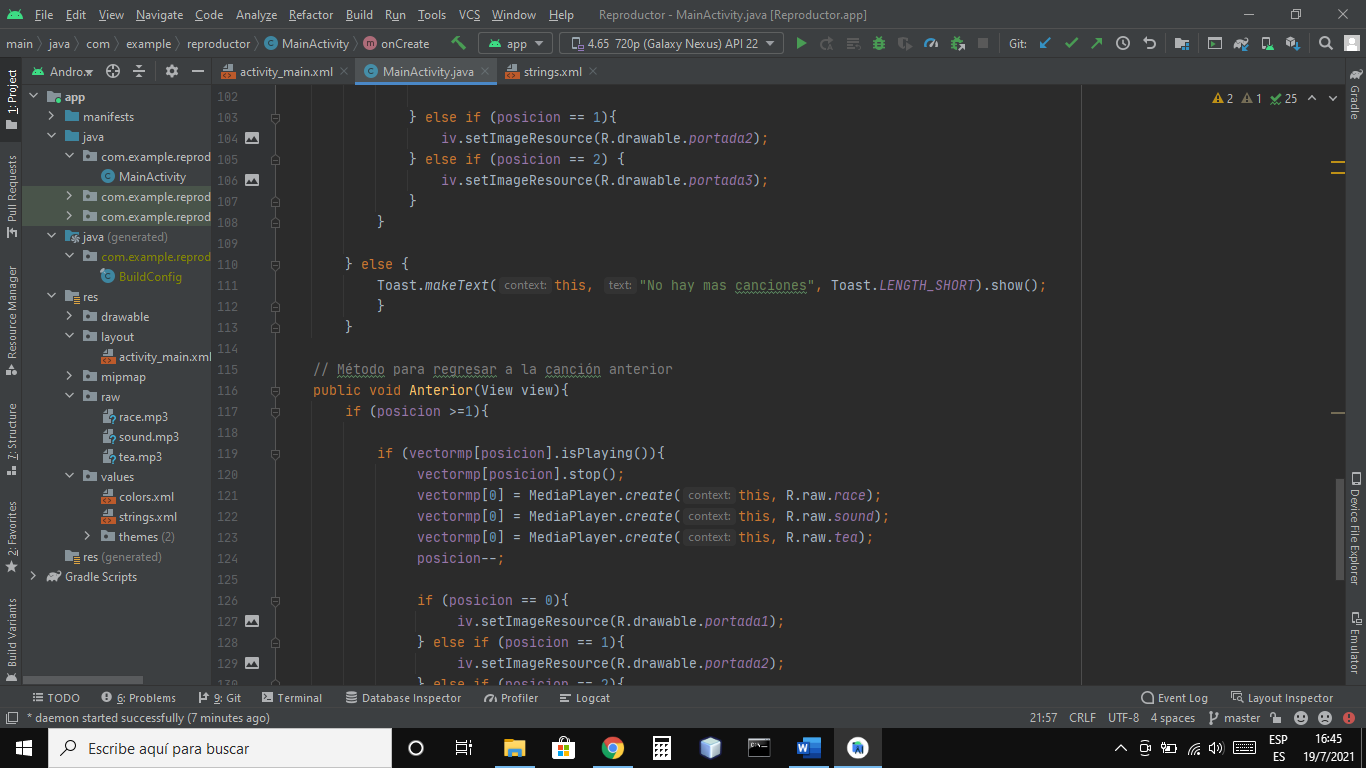 File Edit View Navigate Code Analyze Refactor Build Run Tools VCS Window Help Reproductor - MainActivity.java [Reproductor.app]
main java com example reproductor MainActivity onCreate app 4.65 720p (Galaxy Nexus) API 22 Git:
Andro... activity_main.xml MainActivity.java strings.xml
1: Project
Pull Requests
Resource Manager
7: Structure
2: Favorites
Build Variants
app
manifests
java
com.example.reprod
MainActivity
com.example.reprod
com.example.reprod
java (generated)
com.example.reprod
BuildConfig
res
drawable
layout
activity_main.xml
mipmap
raw
race.mp3
sound.mp3
tea.mp3
values
colors.xml
strings.xml
themes (2)
res (generated)
Gradle Scripts
2 1 25
102
103 } else if (posicion == 1){
104 iv.setImageResource(R.drawable.portada2);
105 } else if (posicion == 2) {
106 iv.setImageResource(R.drawable.portada3);
107 }
108 }
109
110 } else {
111 Toast.makeText( context: this, text: "No hay mas canciones", Toast.LENGTH_SHORT).show();
112 }
113 }
114
115 // Método para regresar a la canción anterior
116 public void Anterior(View view){
117 if (posicion >=1){
118
119 if (vectormp[posicion].isPlaying()){
120 vectormp[posicion].stop();
121 vectormp[0] = MediaPlayer.create( context: this, R.raw.race);
122 vectormp[0] = MediaPlayer.create( context: this, R.raw.sound);
123 vectormp[0] = MediaPlayer.create( context: this, R.raw.tea);
124 posicion--;
125
126 if (posicion == 0){
127 iv.setImageResource(R.drawable.portada1);
128 } else if (posicion == 1){
129 iv.setImageResource(R.drawable.portada2);
130 } else if (posicion == 2){
Gradle
Device File Explorer
Emulator
TODO 6: Problems 9: Git Terminal Database Inspector Profiler Logcat Event Log Layout Inspector
* daemon started successfully (7 minutes ago) 21:57 CRLF UTF-8 4 spaces master
Escribe aquí para buscar
ESP 16:45
ES 19/7/2021